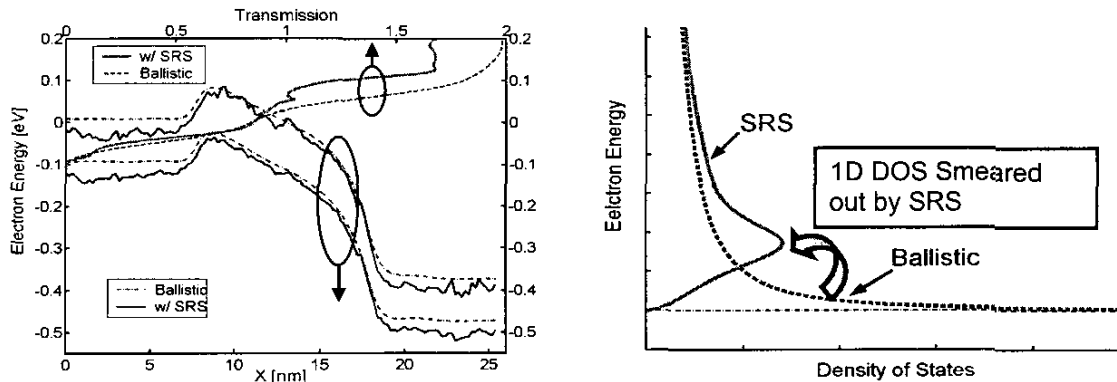 Transmission
0 0.5 1 1.5 2
0.2 0.2
w/ SRS
Ballistic
0.1 0.1
0 0
-0.1 -0.1
-0.2 -0.2
-0.3 -0.3
-0.4 -0.4
-0.5 -0.5
Electron Energy [eV]
Ballistic
w/ SRS
0 5 10 15 20 25
X [nm]
Eelctron Energy
SRS
1D DOS Smeared
out by SRS
Ballistic
Density of States